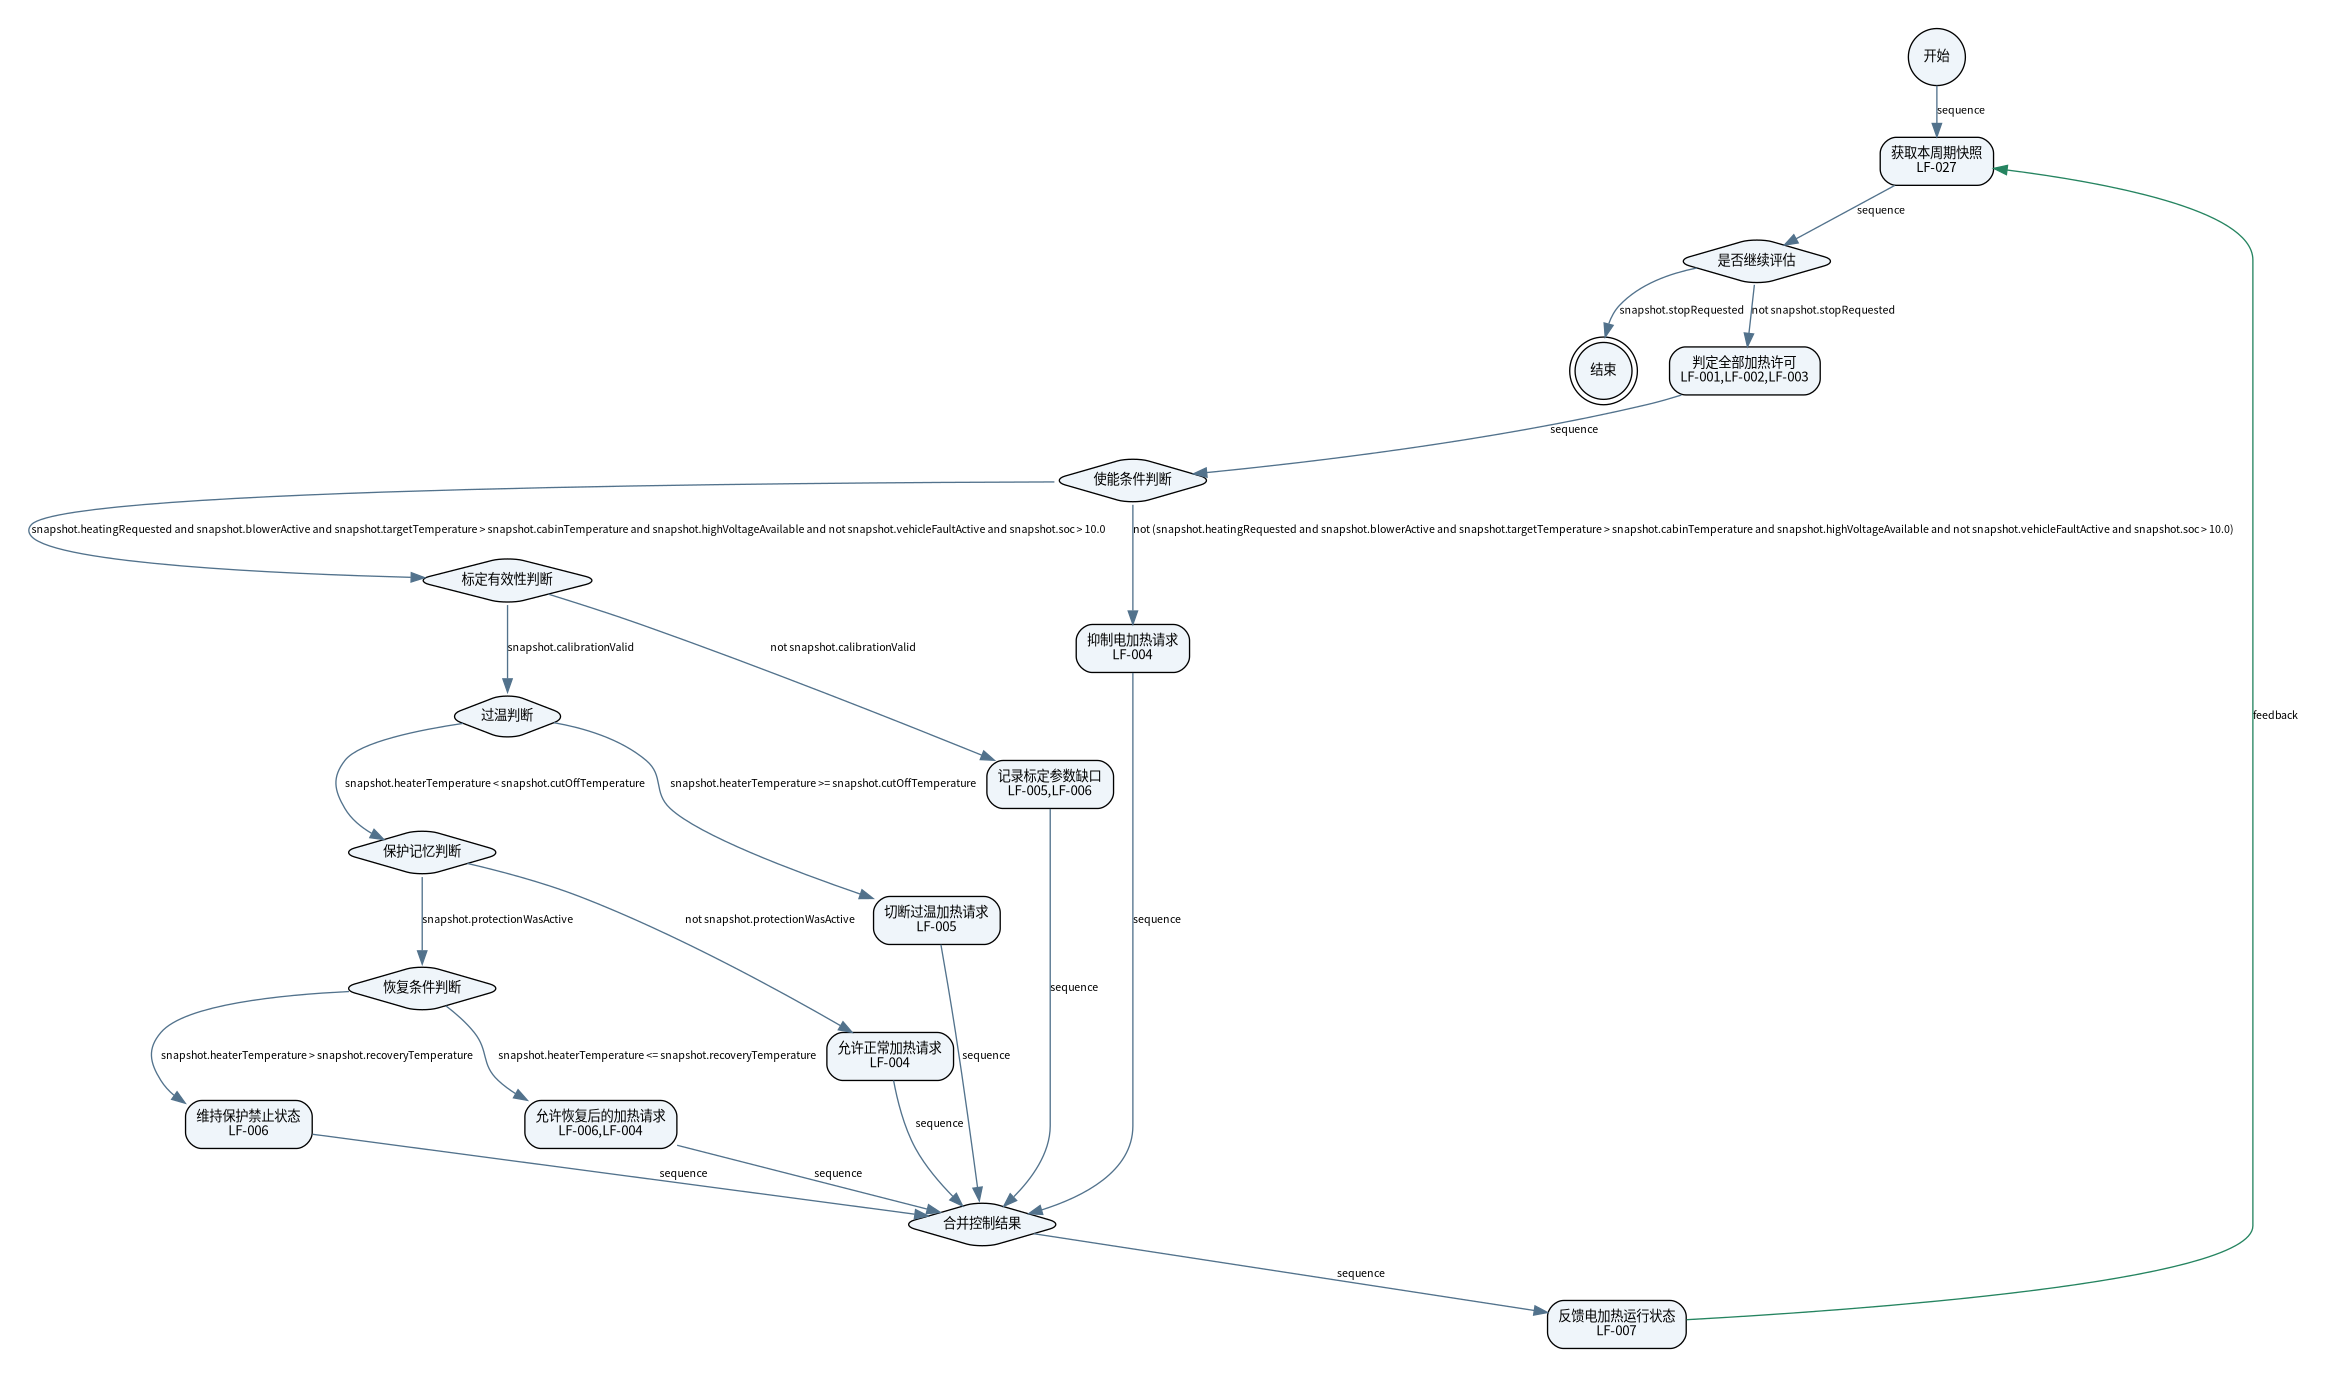 开始
sequence
获取本周期快照
LF-027
sequence
是否继续评估
snapshot.stopRequested
not snapshot.stopRequested
结束
判定全部加热许可
LF-001,LF-002,LF-003
sequence
使能条件判断
snapshot.heatingRequested and snapshot.blowerActive and snapshot.targetTemperature > snapshot.cabinTemperature and snapshot.highVoltageAvailable and not snapshot.vehicleFaultActive and snapshot.soc > 10.0
not (snapshot.heatingRequested and snapshot.blowerActive and snapshot.targetTemperature > snapshot.cabinTemperature and snapshot.highVoltageAvailable and not snapshot.vehicleFaultActive and snapshot.soc > 10.0)
标定有效性判断
抑制电加热请求
LF-004
snapshot.calibrationValid
not snapshot.calibrationValid
过温判断
feedback
snapshot.heaterTemperature < snapshot.cutOffTemperature
snapshot.heaterTemperature >= snapshot.cutOffTemperature
记录标定参数缺口
LF-005,LF-006
保护记忆判断
snapshot.protectionWasActive
not snapshot.protectionWasActive
切断过温加热请求
LF-005
sequence
恢复条件判断
sequence
snapshot.heaterTemperature > snapshot.recoveryTemperature
snapshot.heaterTemperature <= snapshot.recoveryTemperature
允许正常加热请求
LF-004
sequence
维持保护禁止状态
LF-006
允许恢复后的加热请求
LF-006,LF-004
sequence
sequence
sequence
合并控制结果
sequence
反馈电加热运行状态
LF-007